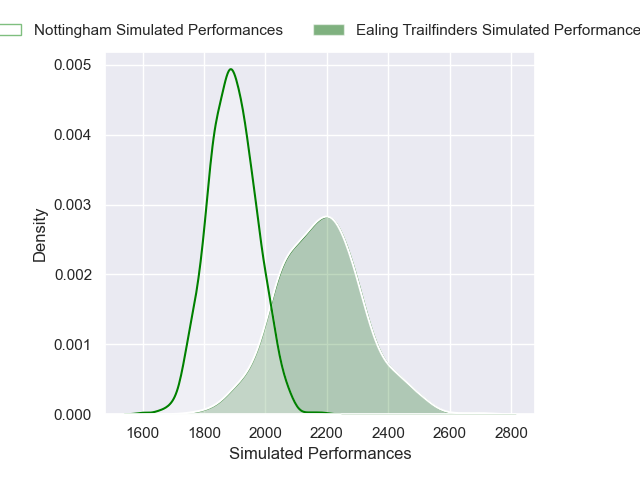 Nottingham Simulated Performances
Ealing Trailfinders Simulated Performance
0.005
0.004
0.003
0.002
0.001
0.000
Density
1600 1800 2000 2200 2400 2600 2800
Simulated Performances